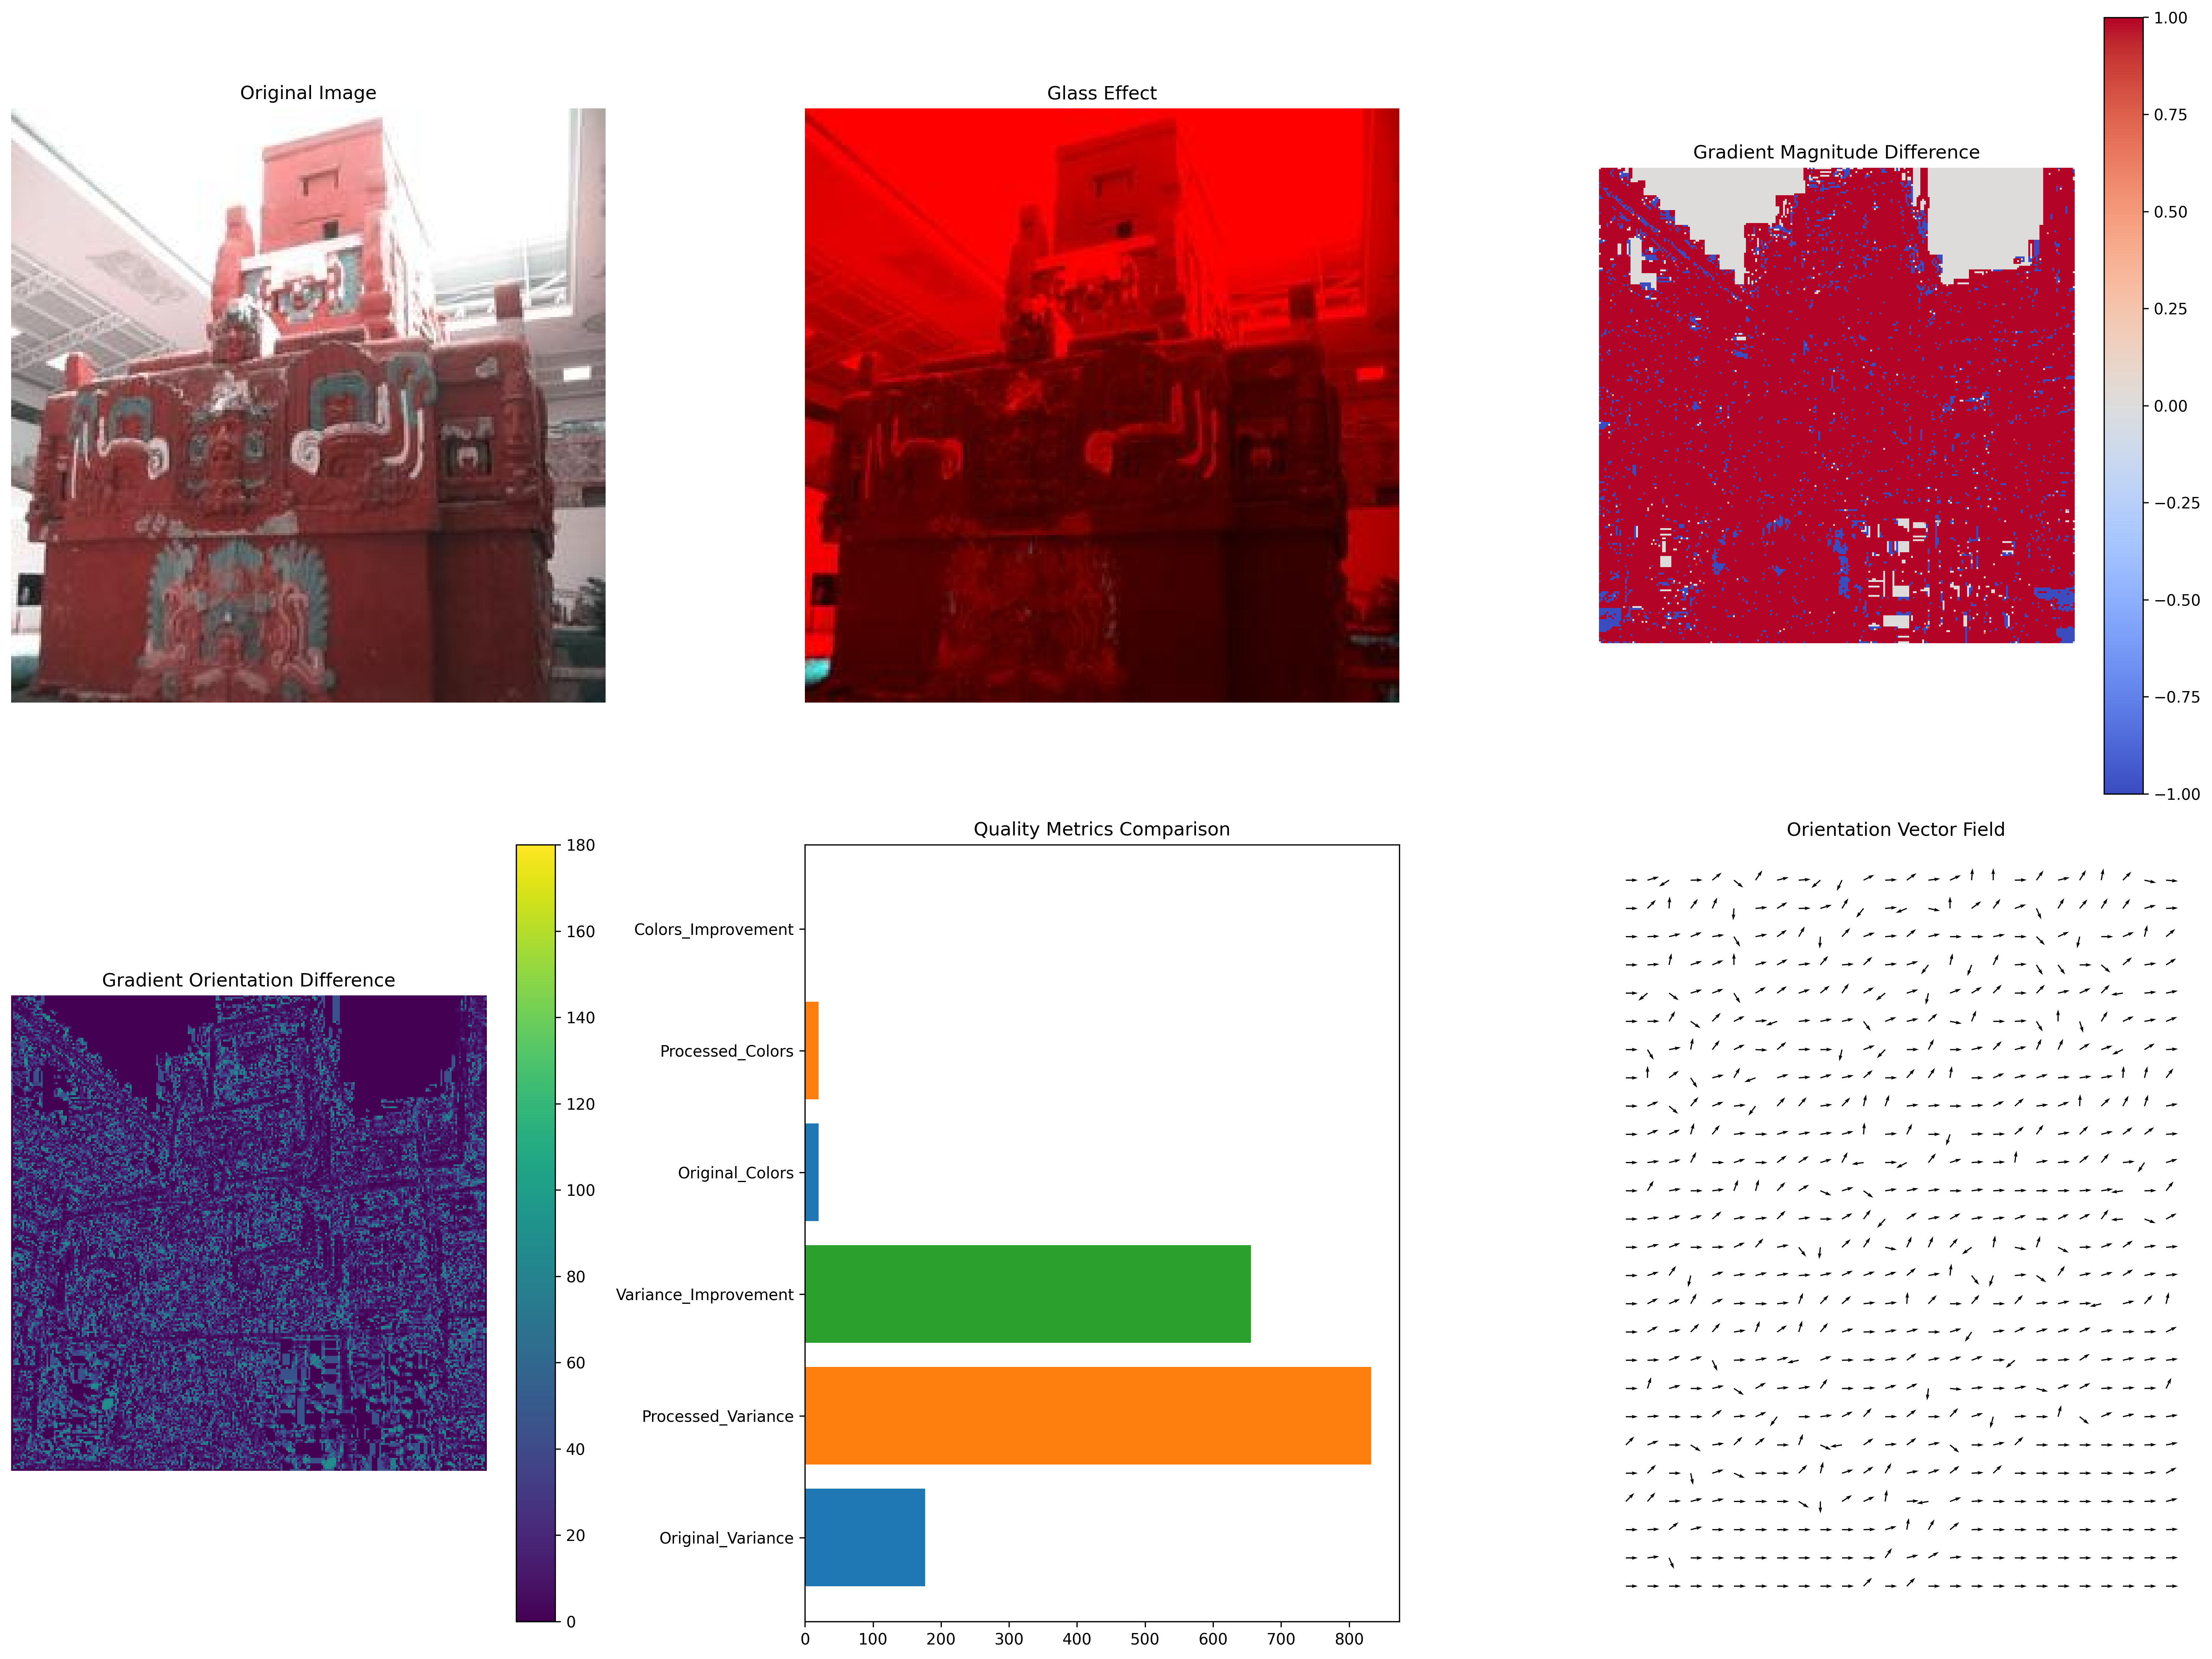 Original Image
Glass Effect
Gradient Magnitude Difference
1.00
0.75
0.50
0.25
0.00
−0.25
−0.50
−0.75
−1.00
Gradient Orientation Difference
180
160
140
120
100
80
60
40
20
0
Quality Metrics Comparison
Colors_Improvement
Processed_Colors
Original_Colors
Variance_Improvement
Processed_Variance
Original_Variance
0 100 200 300 400 500 600 700 800
Orientation Vector Field